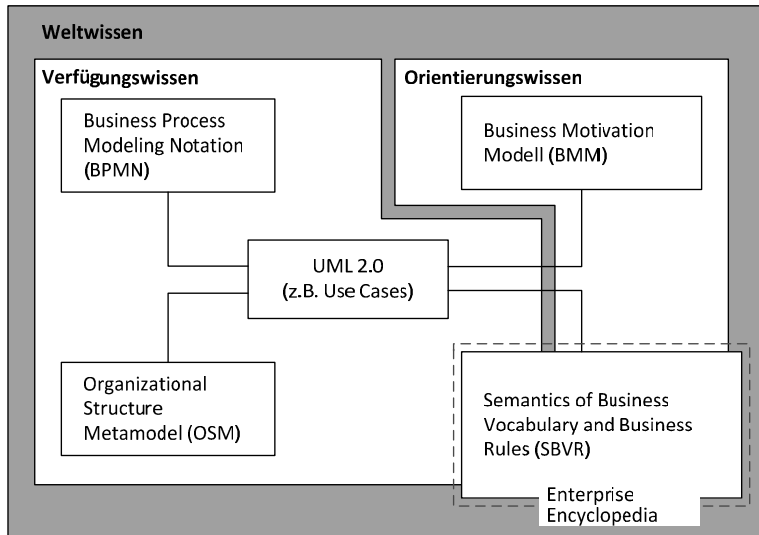 Weltwissen
Verfügungswissen
Orientierungswissen
Business Process
Modeling Notation
(BPMN)
Business Motivation
Modell (BMM)
UML 2.0
(z.B. Use Cases)
Organizational
Structure
Metamodel (OSM)
Semantics of Business
Vocabulary and Business
Rules (SBVR)
Enterprise
Encyclopedia